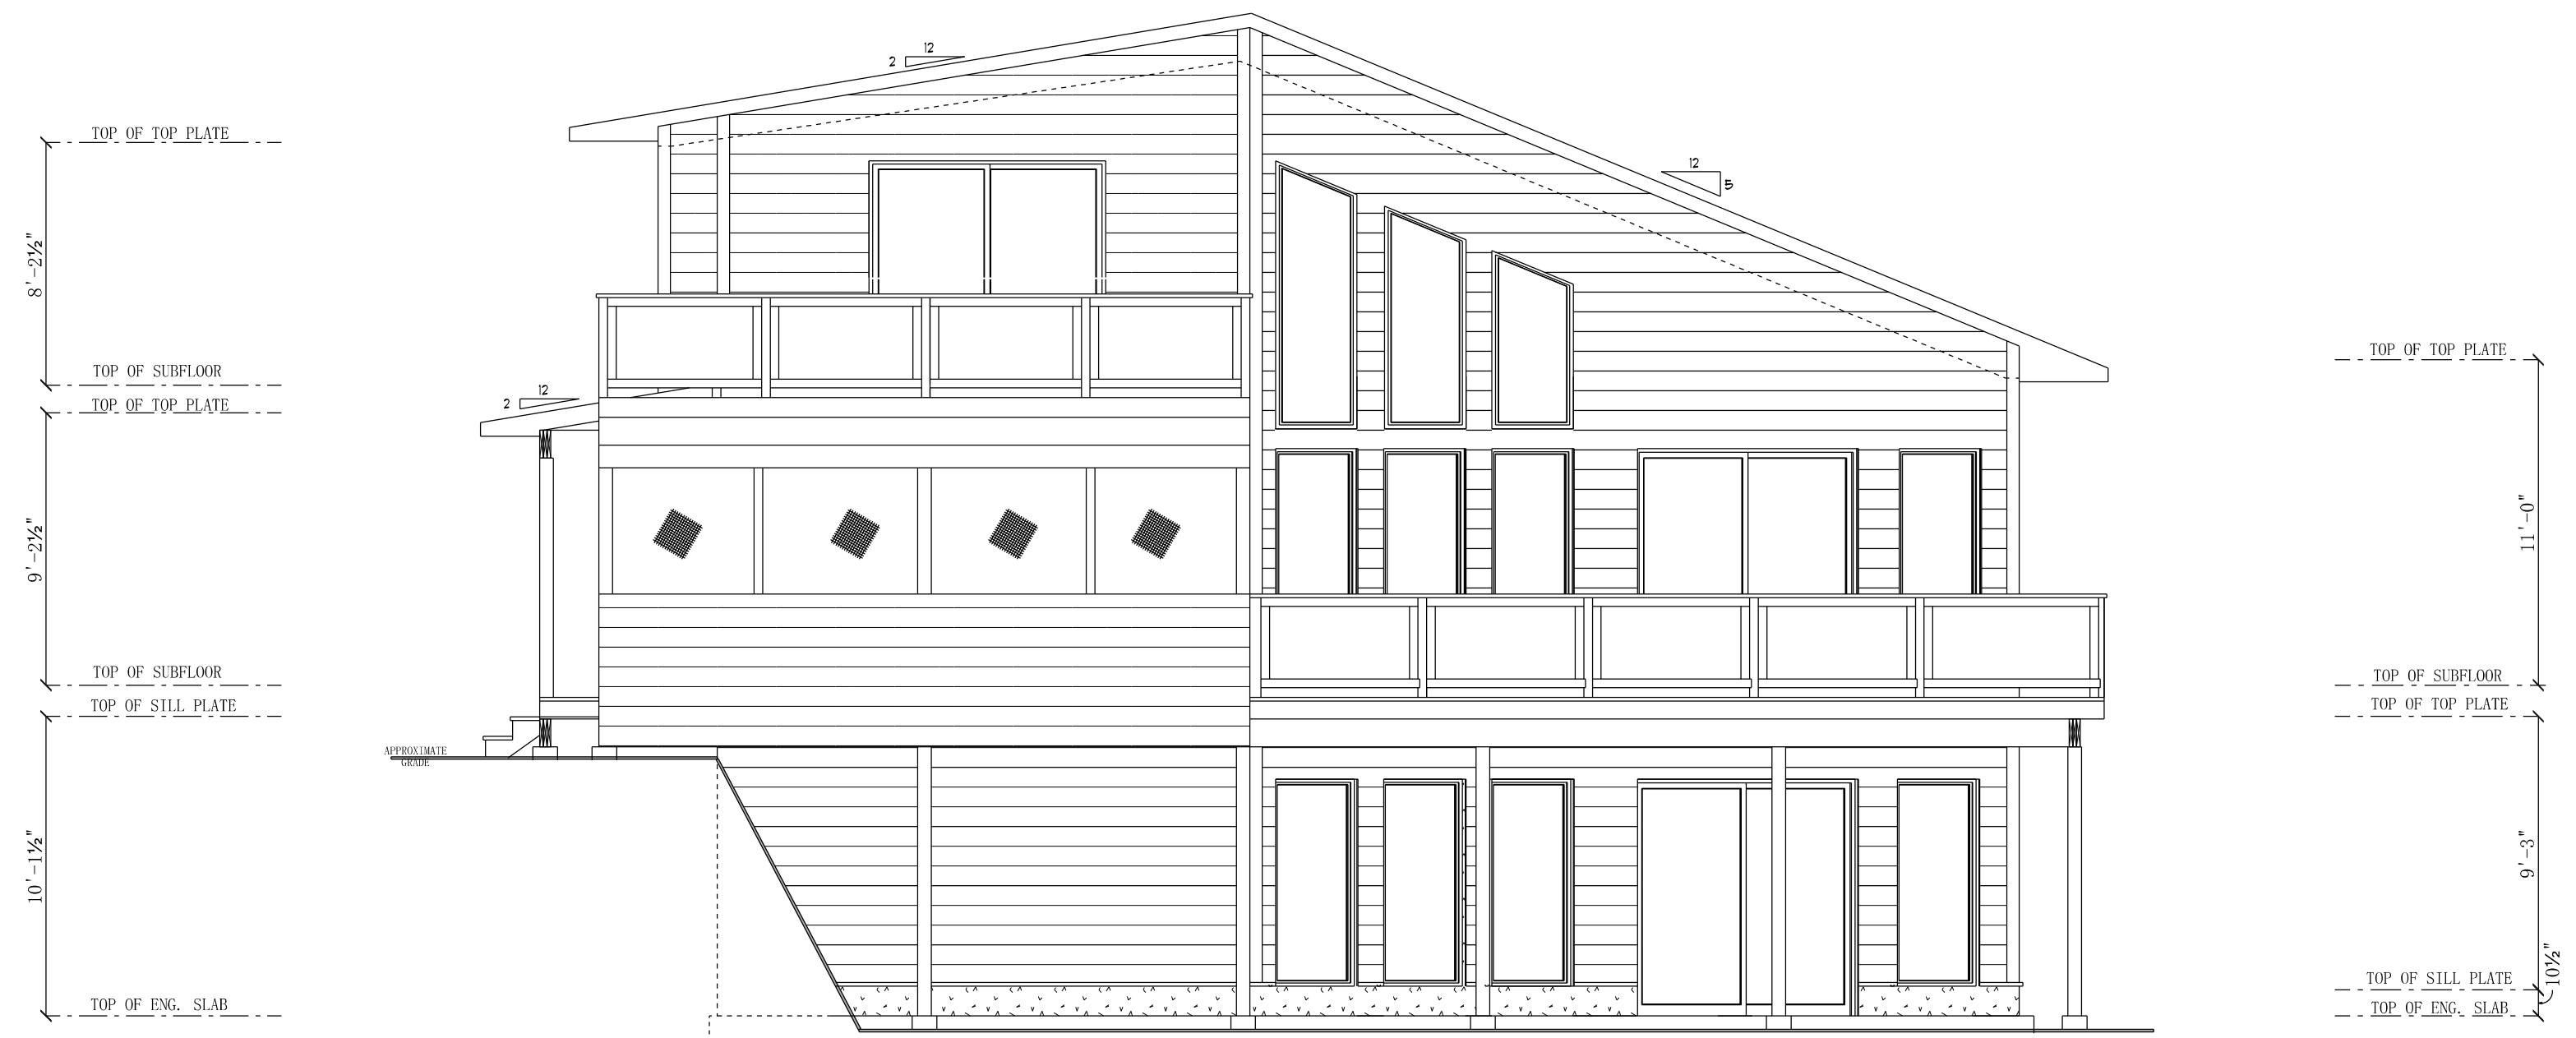 12
2
TOP OF TOP PLATE
12
5
8'-2½"
TOP OF TOP PLATE
TOP OF SUBFLOOR
12
2
TOP OF TOP PLATE
9'-2½"
11'-0"
TOP OF SUBFLOOR
TOP OF SUBFLOOR
TOP OF SILL PLATE
TOP OF TOP PLATE
APPROXIMATE
GRADE
10'-1½"
9'-3"
10½"
TOP OF SILL PLATE
TOP OF ENG. SLAB
TOP OF ENG. SLAB